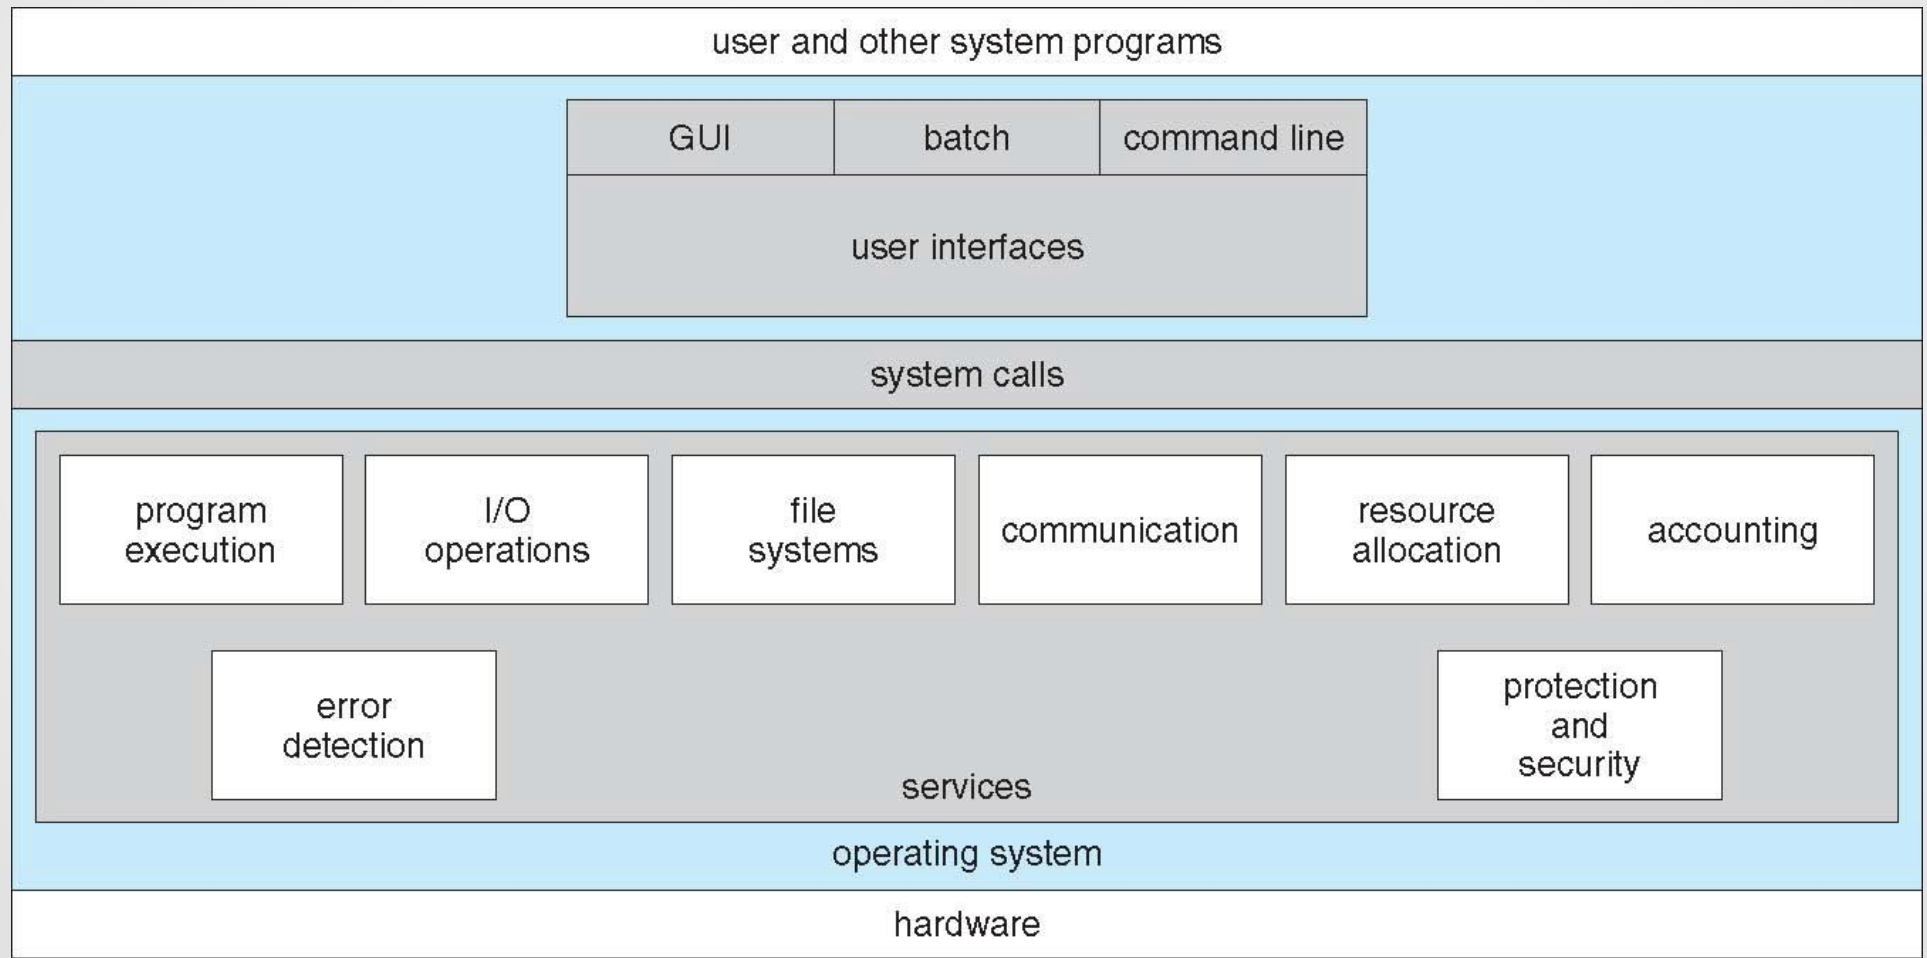 user and other system programs
GUI
batch
command line
user interfaces
system calls
program
execution
I/O
operations
file
systems
communication
resource
allocation
accounting
error
detection
protection
and
security
services
operating system
hardware